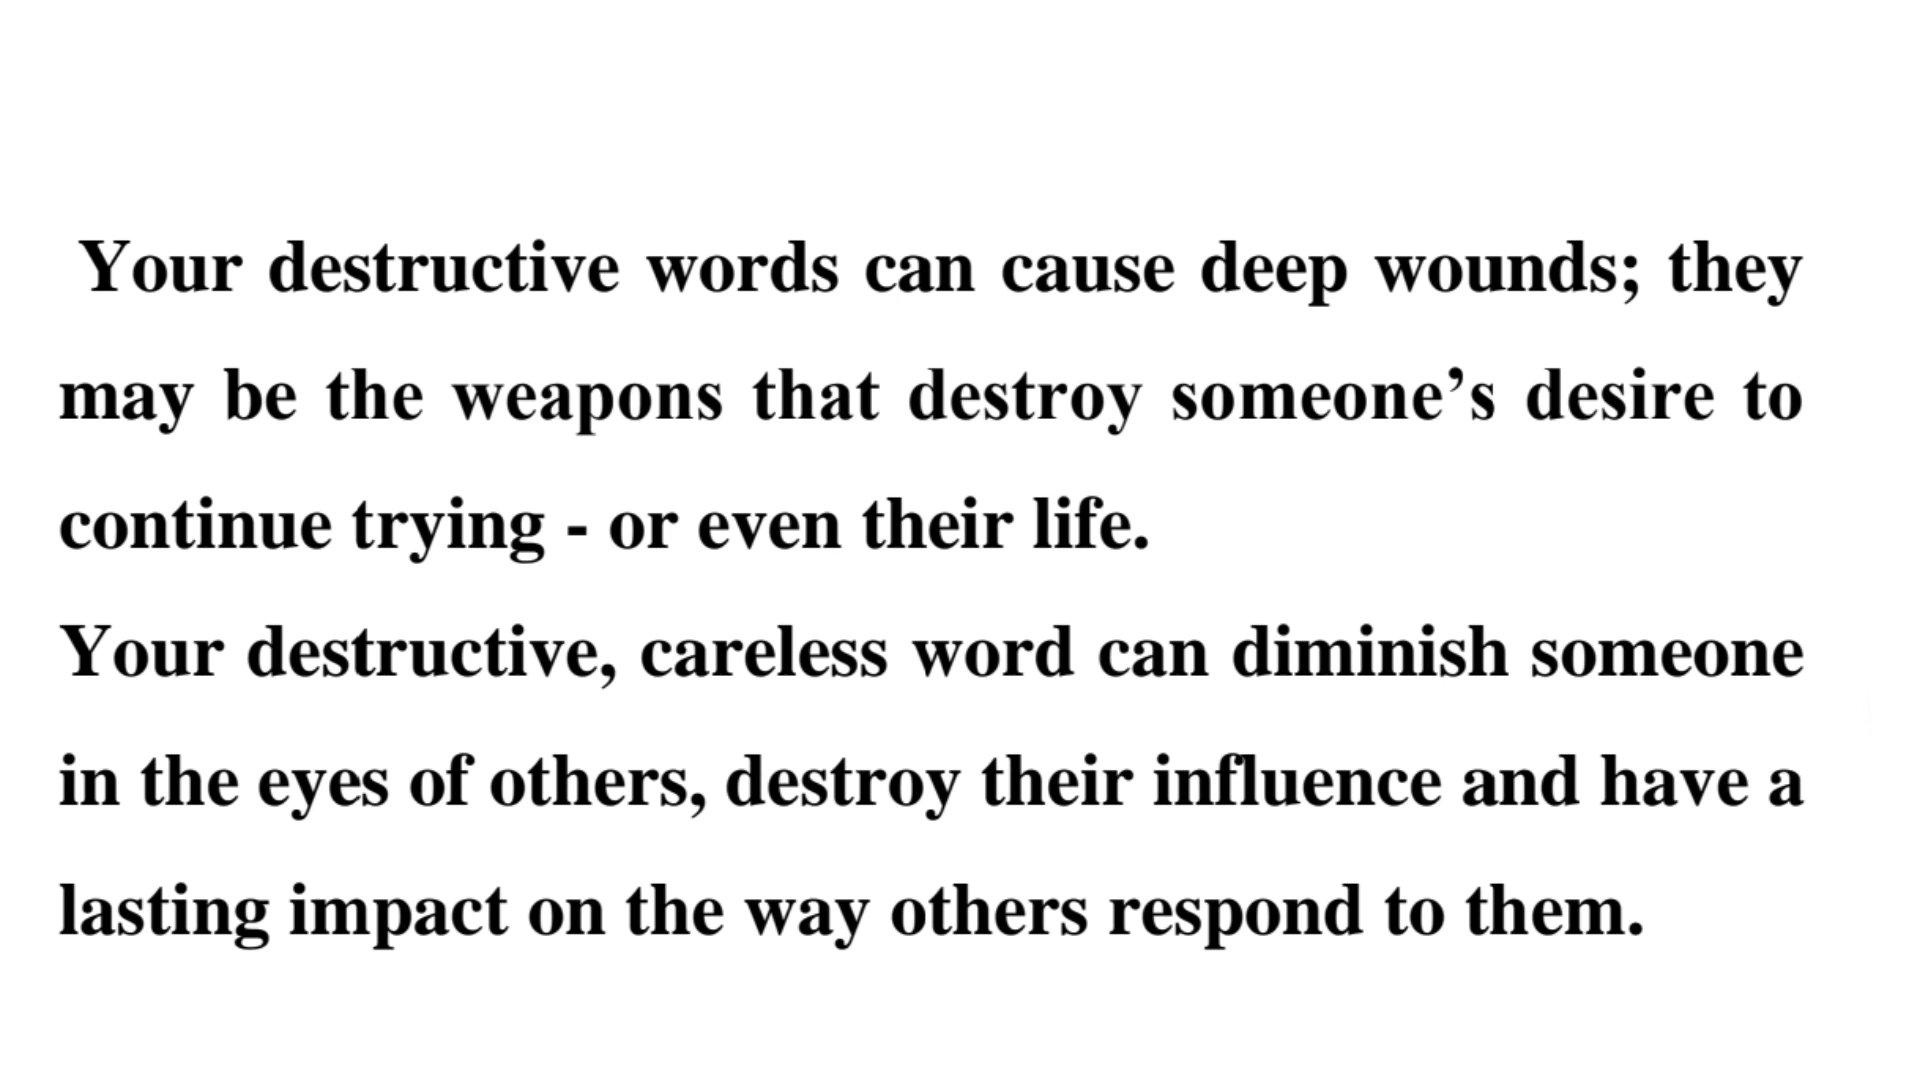 Your destructive words can cause deep wounds; they
may be the weapons that destroy someone’s desire to
continue trying - or even their life.
Your destructive, careless word can diminish someone
in the eyes of others, destroy their influence and have a
lasting impact on the way others respond to them.